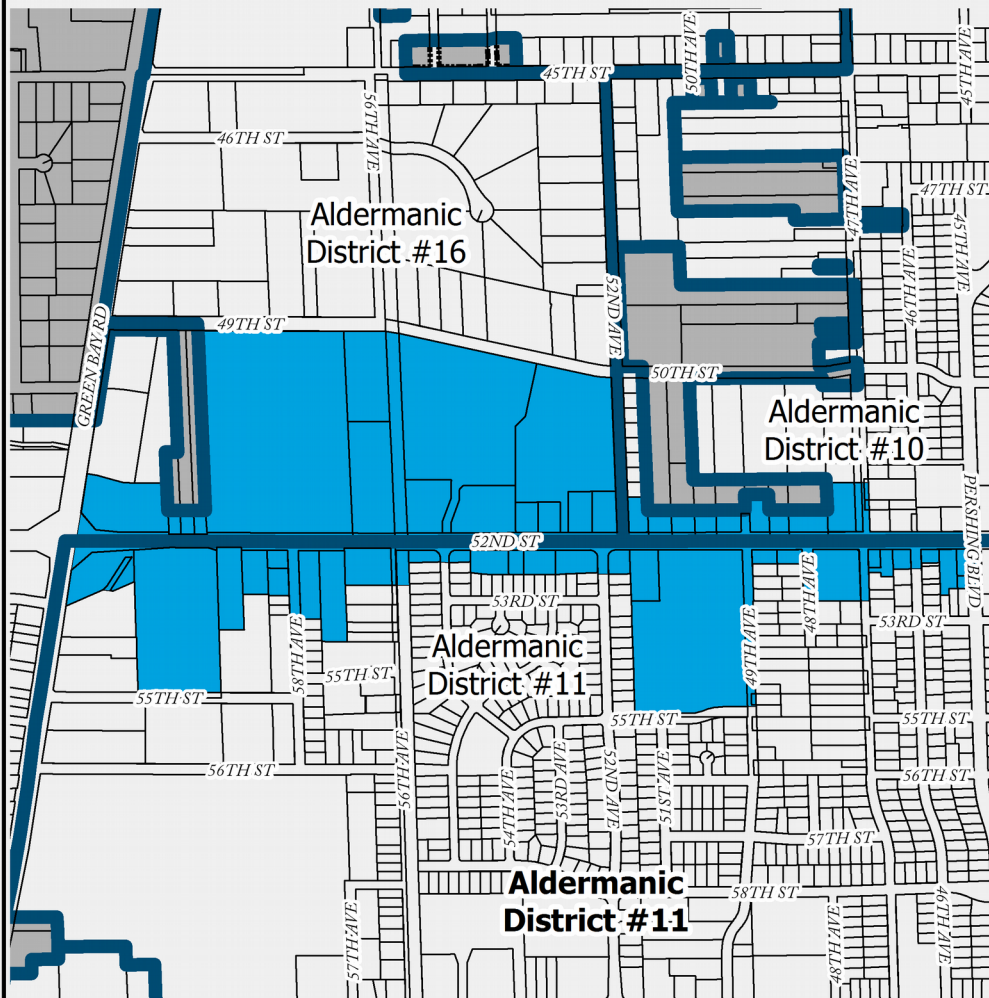 50TH AVE
45TH AVE
45TH ST
56TH AVE
46TH ST
47TH AVE
47TH ST
Aldermanic
District #16
45TH AVE
52ND AVE
46TH AVE
GREEN BAY RD
49TH ST
50TH ST
Aldermanic
District #10
PERSHING BLVD
52ND ST
48TH AVE
53RD ST
53RD ST
58TH AVE
49TH AVE
Aldermanic
District #11
55TH ST
55TH ST
55TH ST
55TH ST
56TH AVE
56TH ST
54TH AVE
53RD AVE
52ND AVE
51ST AVE
56TH ST
57TH ST
Aldermanic
District #11
58TH ST
57TH AVE
48TH AVE
46TH AVE